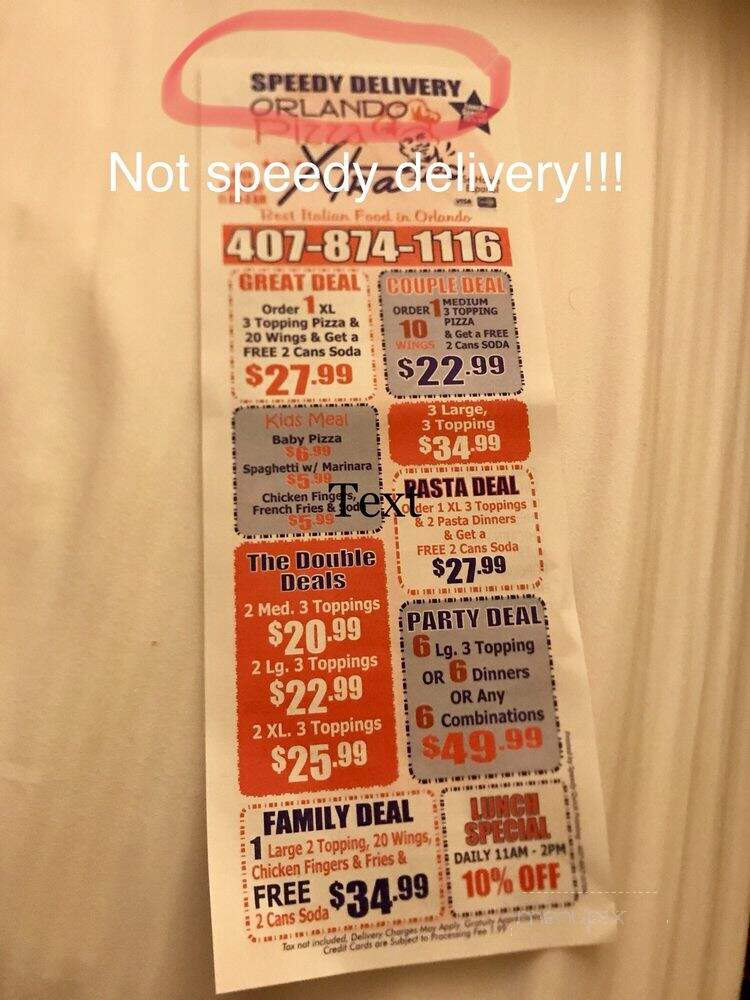 SPEEDY DELIVERY
ORLANDO
PIZZA
Xtra
Not speedy delivery!!!
VISA
Best Italian Food in Orlando
407-874-1116
GREAT DEAL
Order 1 XL
3 Topping Pizza &
20 Wings & Get a
FREE 2 Cans Soda
$27.99
COUPLE DEAL
ORDER 1 MEDIUM
3 TOPPING
PIZZA
10
WINGS
& Get a FREE
2 Cans SODA
$22.99
Kids Meal
Baby Pizza
$6.99
Spaghetti w/ Marinara
$5.99
Chicken Fingers,
French Fries & Soda
$5.99
Text
3 Large,
3 Topping
$34.99
PASTA DEAL
Order 1 XL 3 Toppings
& 2 Pasta Dinners
& Get a
FREE 2 Cans Soda
$27.99
The Double
Deals
2 Med. 3 Toppings
$20.99
2 Lg. 3 Toppings
$22.99
2 XL. 3 Toppings
$25.99
PARTY DEAL
6 Lg. 3 Topping
OR 6 Dinners
OR Any
6 Combinations
$49.99
FAMILY DEAL
1 Large 2 Topping, 20 Wings,
Chicken Fingers & Fries &
FREE
2 Cans Soda
$34.99
LUNCH
SPECIAL
DAILY 11AM - 2PM
10% OFF
Tax not included, Delivery Charges May Apply. Gratuity
Credit Cards are Subject to Processing Fee 1.99